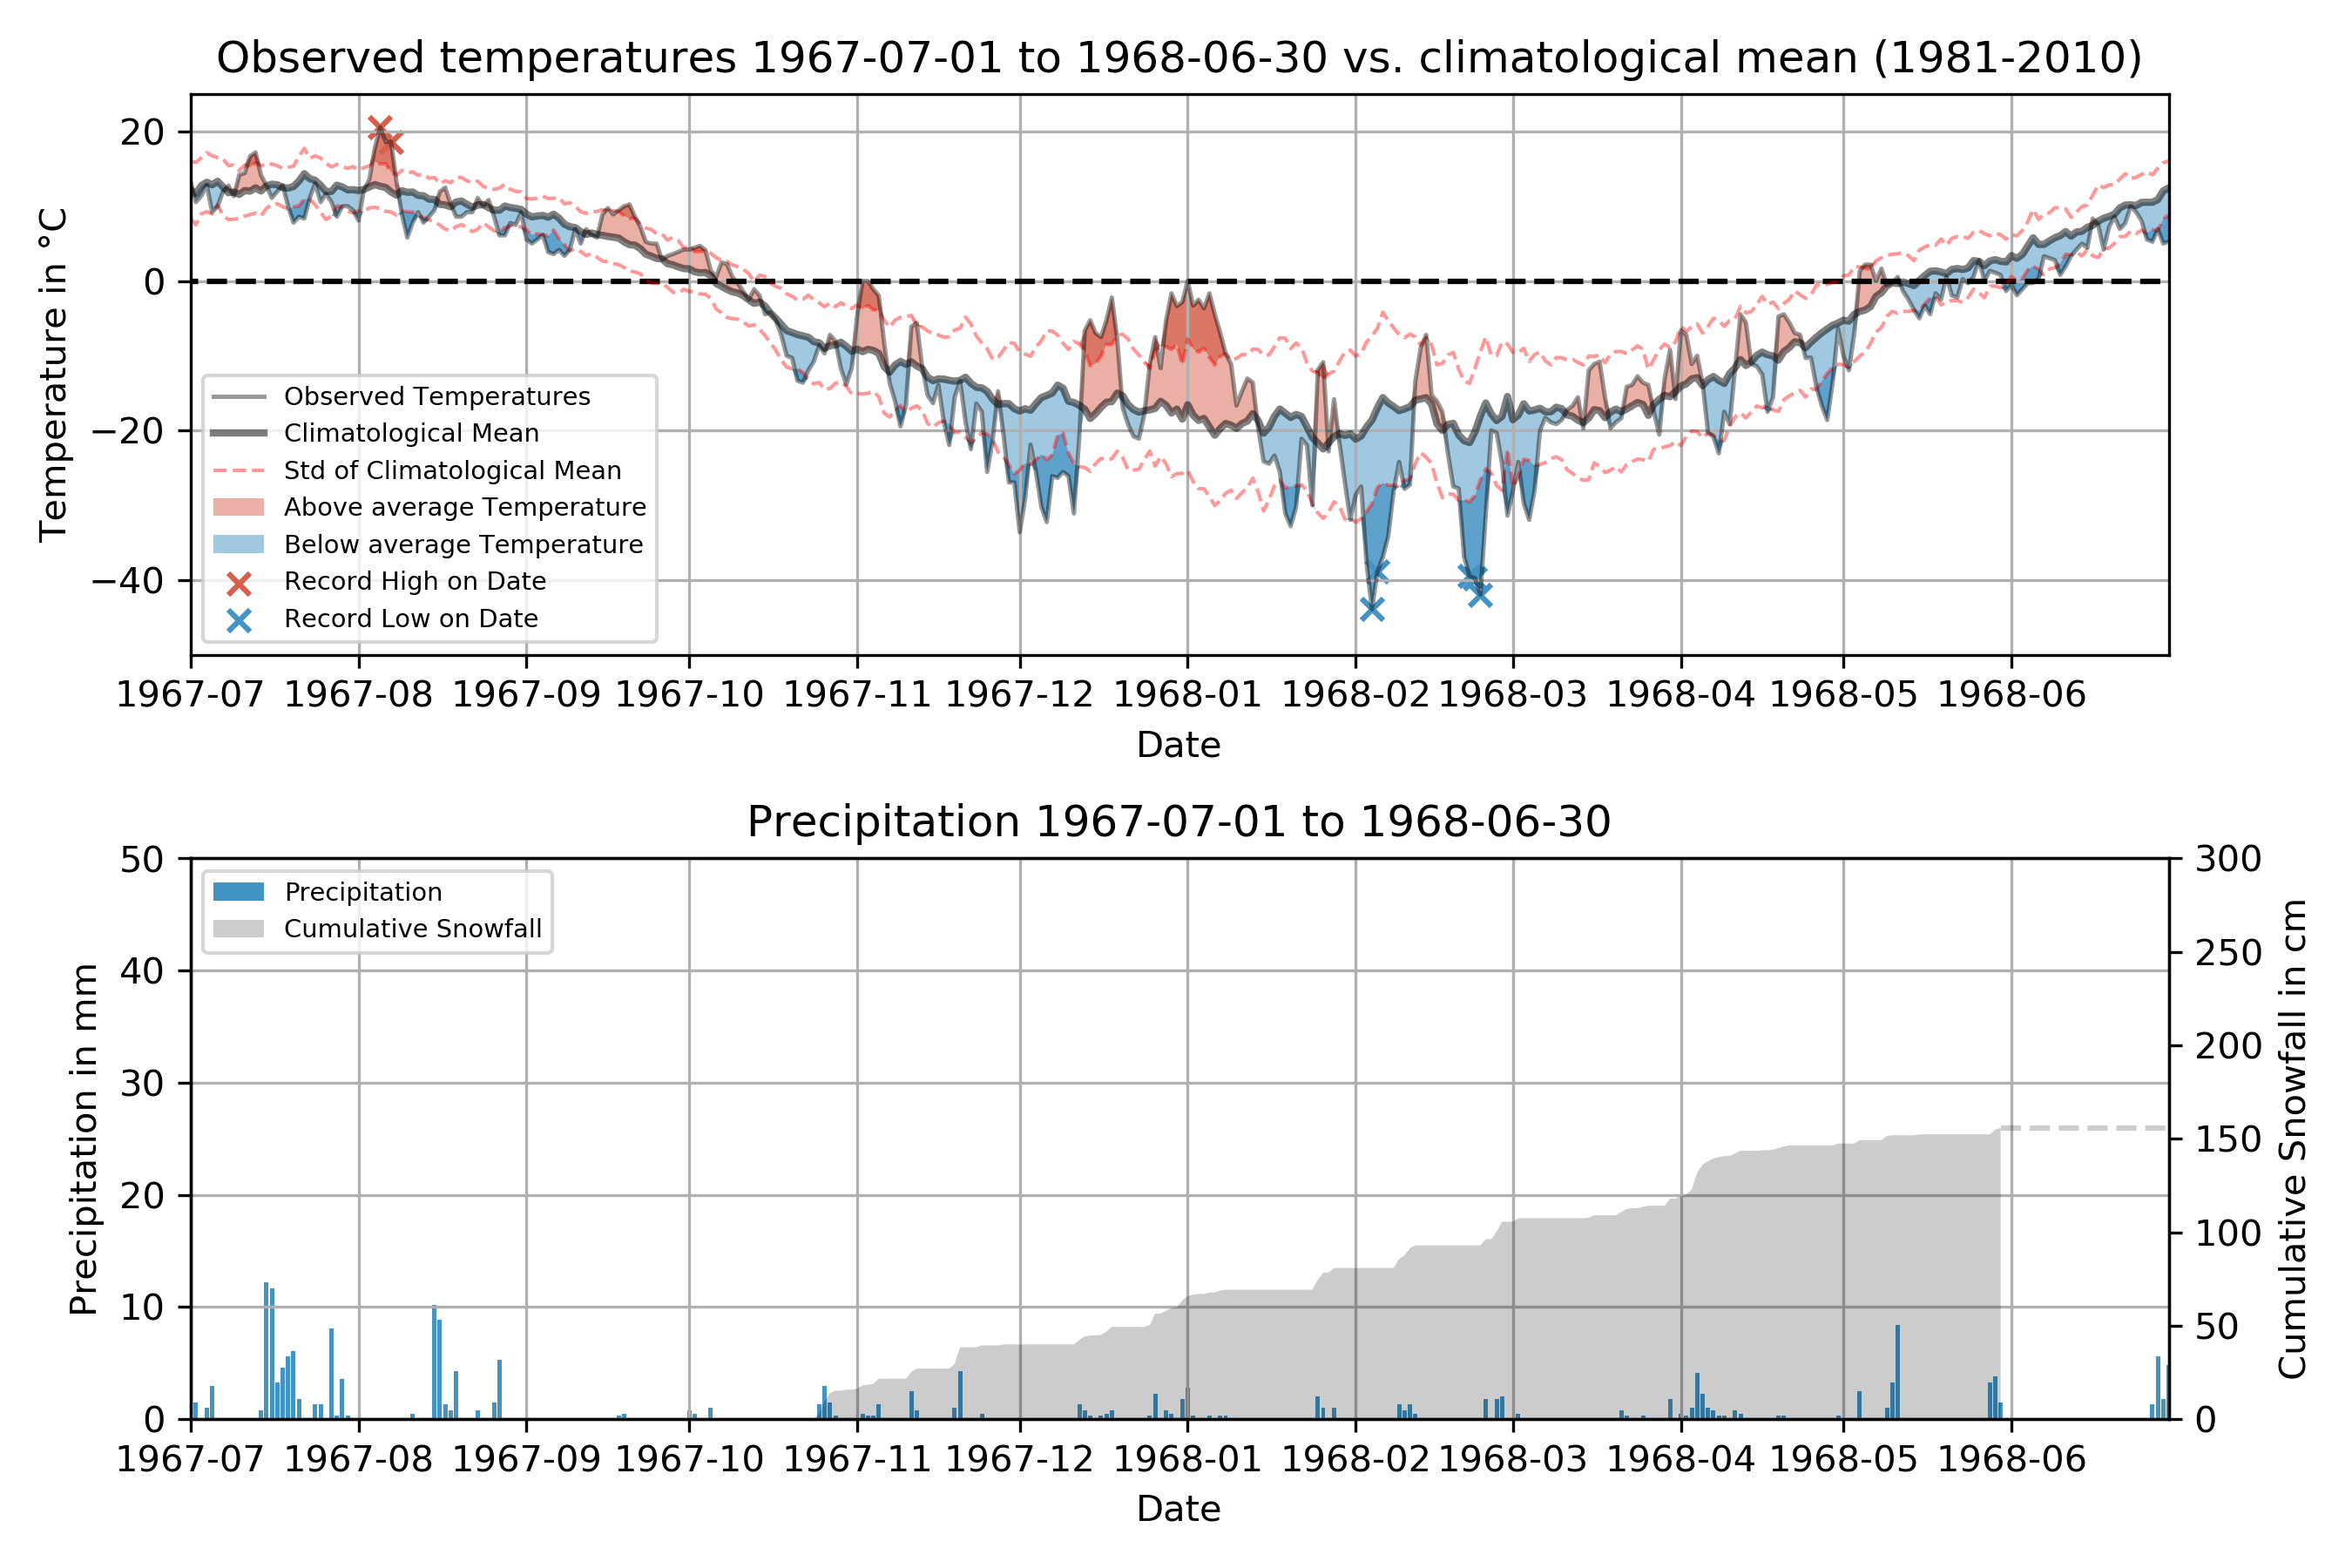 Observed temperatures 1967-07-01 to 1968-06-30 vs. climatological mean (1981-2010)
Temperature in °C
20
0
−20
−40
Observed Temperatures
Climatological Mean
Std of Climatological Mean
Above average Temperature
Below average Temperature
Record High on Date
Record Low on Date
1967-07 1967-08 1967-09 1967-10 1967-11 1967-12 1968-01 1968-02 1968-03 1968-04 1968-05 1968-06
Date
Precipitation 1967-07-01 to 1968-06-30
Precipitation in mm
50
40
30
20
10
0
Precipitation
Cumulative Snowfall
300
250
200
150
100
50
0
Cumulative Snowfall in cm
1967-07 1967-08 1967-09 1967-10 1967-11 1967-12 1968-01 1968-02 1968-03 1968-04 1968-05 1968-06
Date